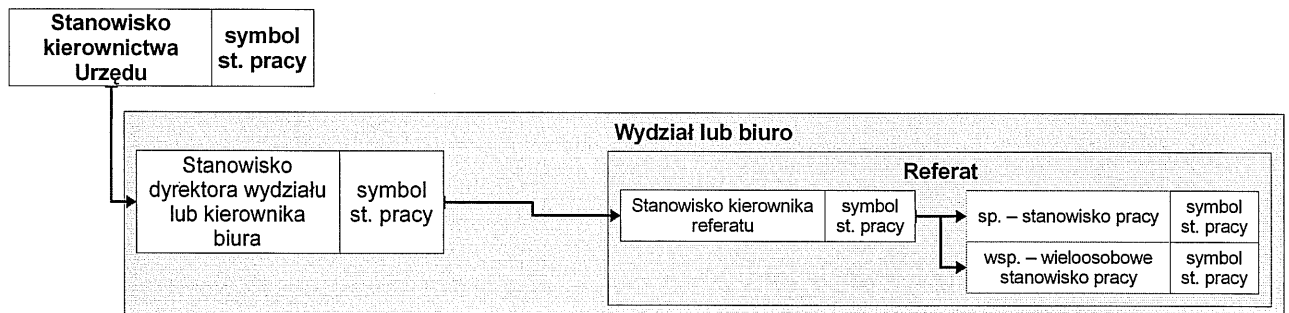 Stanowisko
kierownictwa
Urzędu
symbol
st. pracy
Wydział lub biuro
Stanowisko
dyrektora wydziału
lub kierownika
biura
symbol
st. pracy
Referat
Stanowisko kierownika
referatu
symbol
st. pracy
sp. – stanowisko pracy
symbol
st. pracy
wsp. – wieloosobowe
stanowisko pracy
symbol
st. pracy